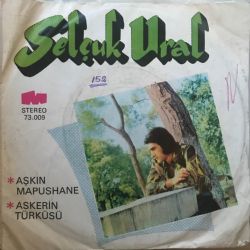 Selçuk Ural
152
STEREO
73.009
* AŞKIN
MAPUSHANE
* ASKERİN
TÜRKÜSÜ